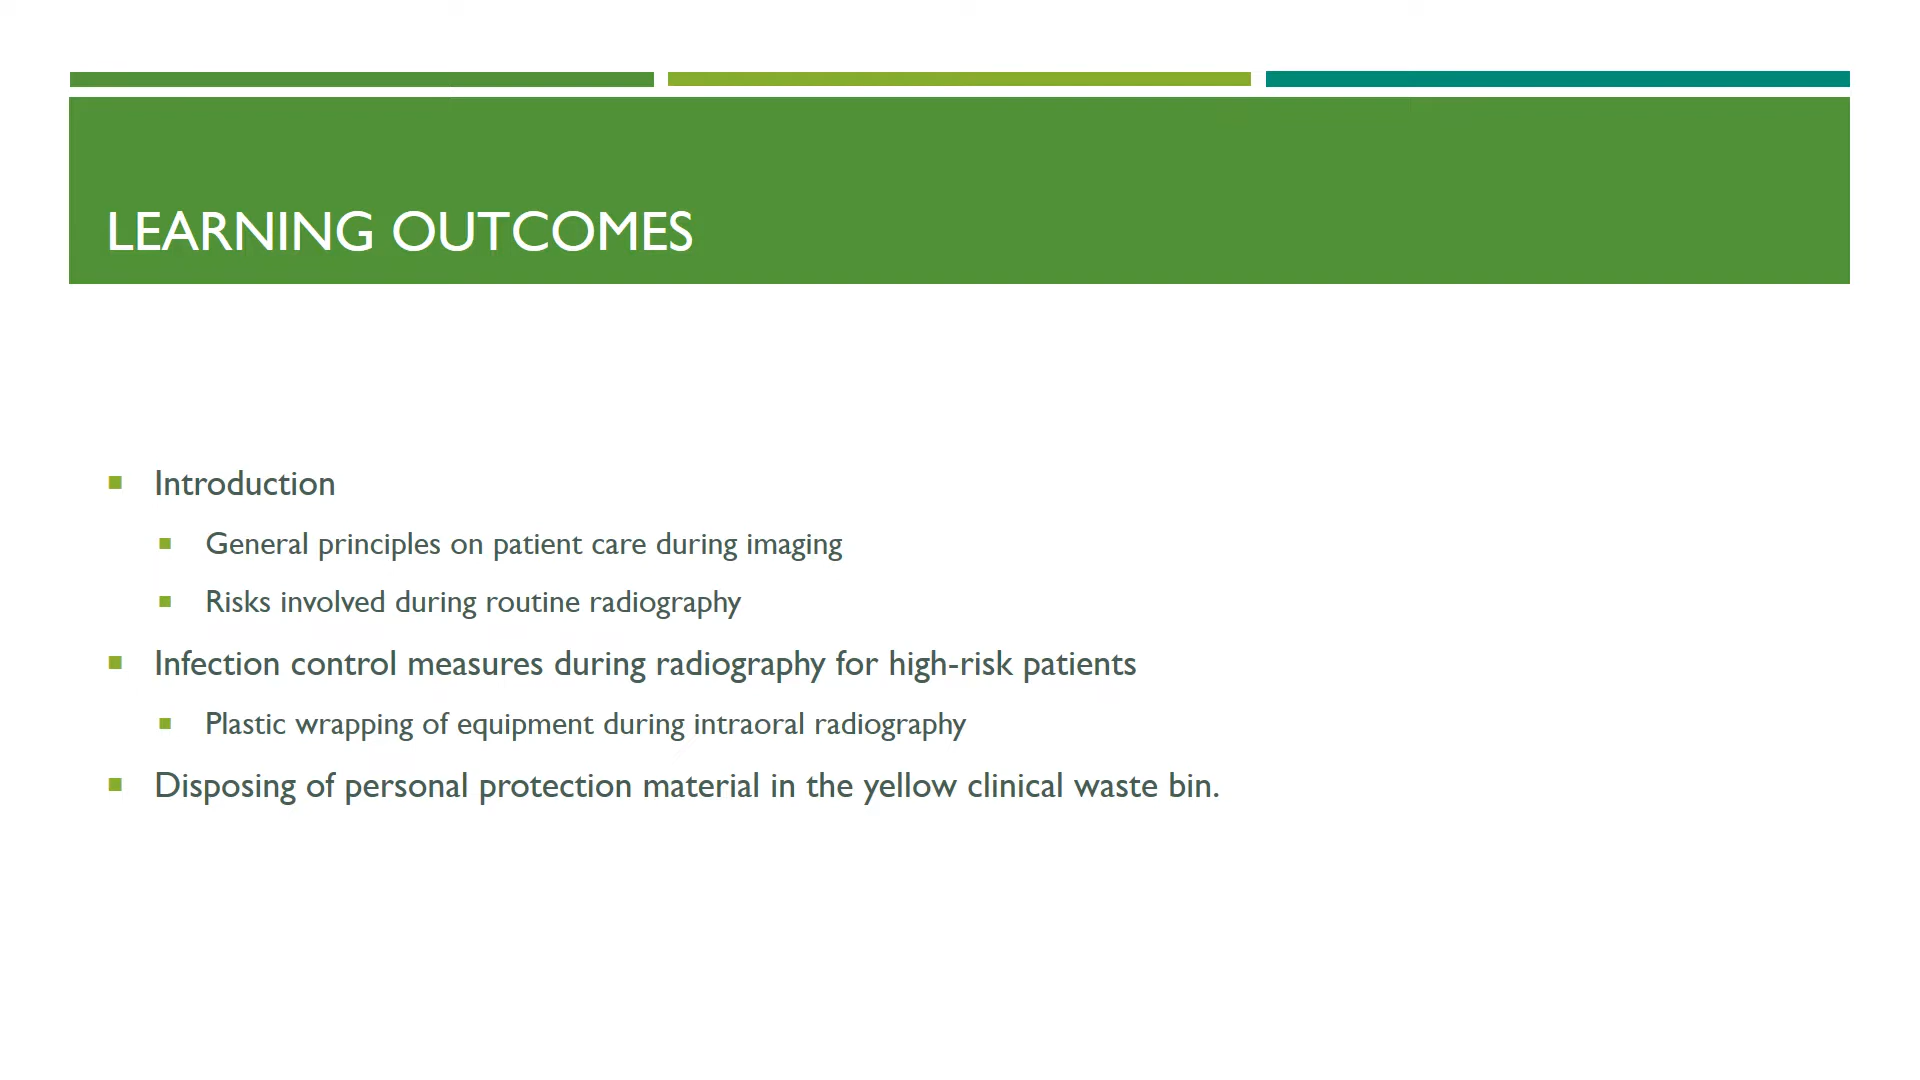 LEARNING OUTCOMES
Introduction
General principles on patient care during imaging
Risks involved during routine radiography
Infection control measures during radiography for high-risk patients
Plastic wrapping of equipment during intraoral radiography
Disposing of personal protection material in the yellow clinical waste bin.